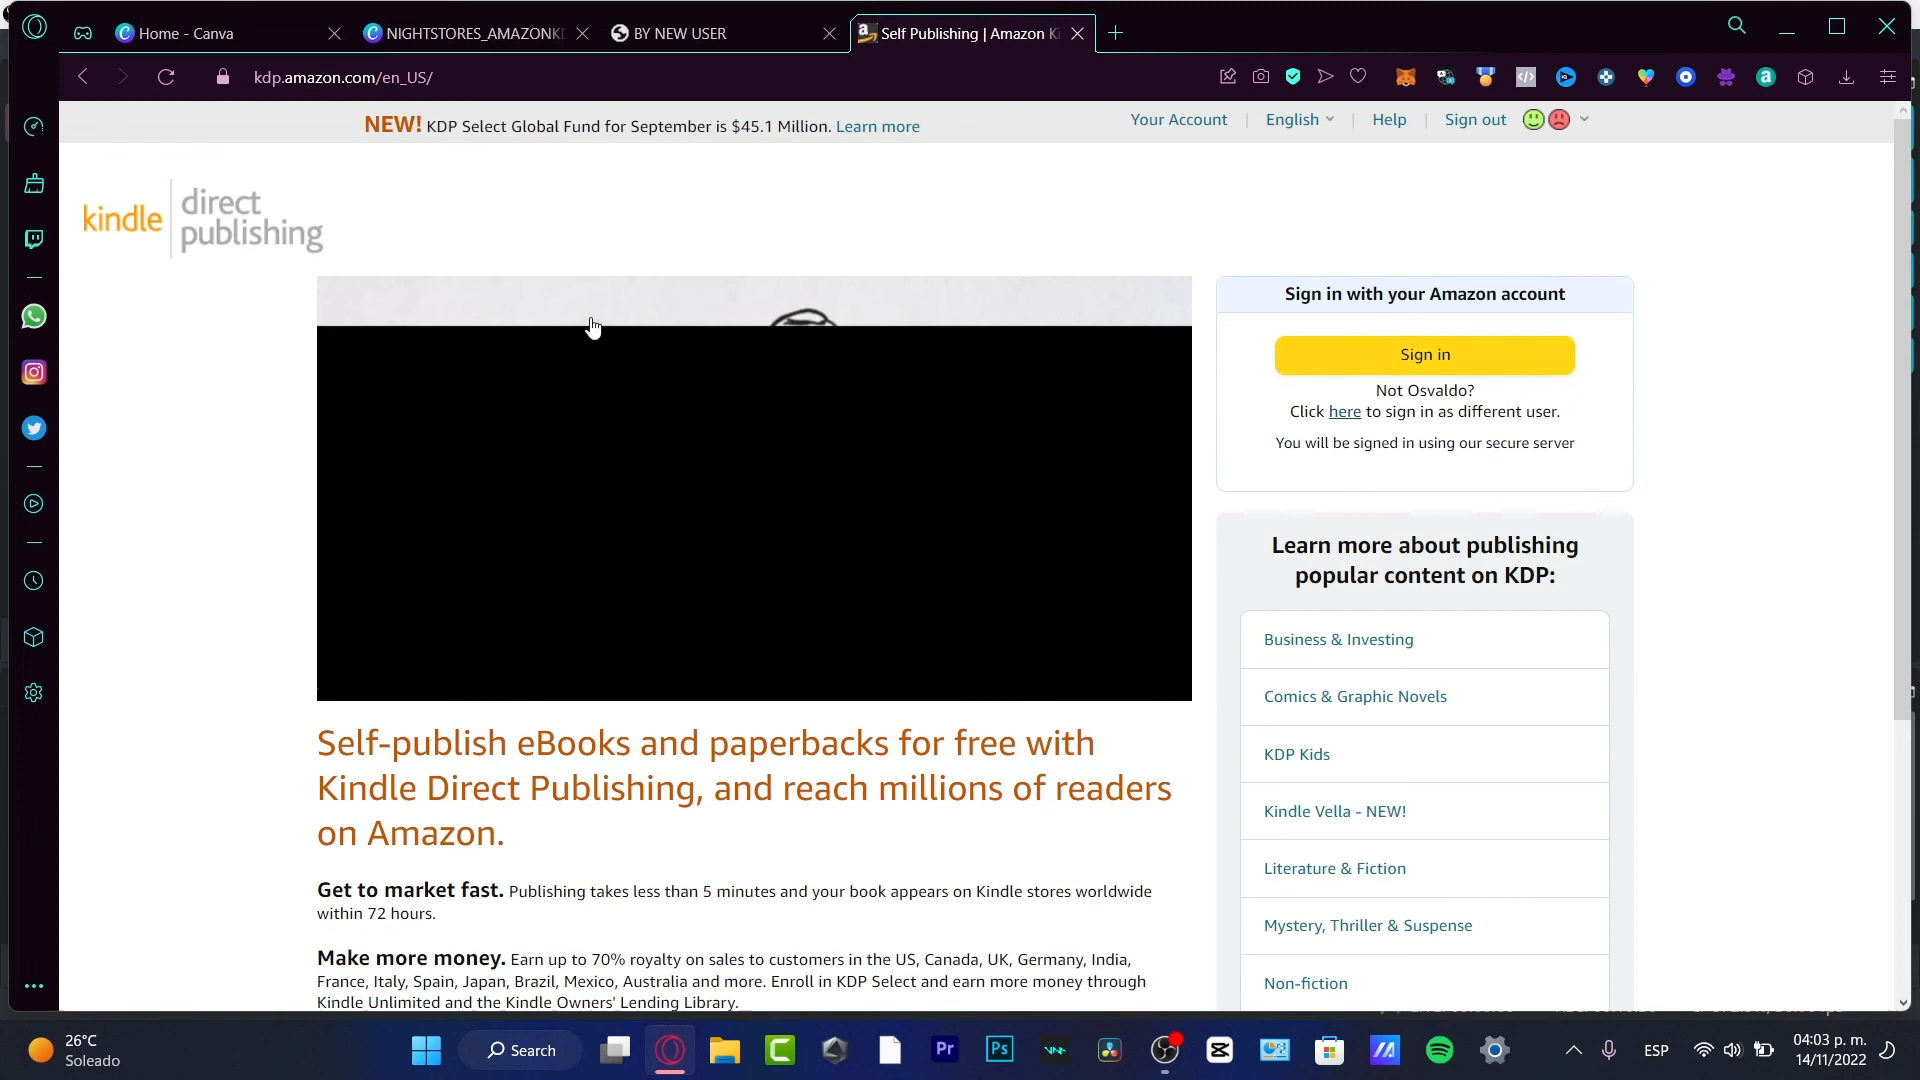 Home - Canva
NIGHTSTORES_AMAZONK
BY NEW USER
Self Publishing | Amazon Ki
kdp.amazon.com/en_US/
NEW! KDP Select Global Fund for September is $45.1 Million. Learn more
Your Account
English
Help
Sign out
kindle direct publishing
Sign in with your Amazon account
Sign in
Not Osvaldo?
Click here to sign in as different user.
You will be signed in using our secure server
Learn more about publishing
popular content on KDP:
Business & Investing
Comics & Graphic Novels
KDP Kids
Kindle Vella - NEW!
Literature & Fiction
Mystery, Thriller & Suspense
Non-fiction
Self-publish eBooks and paperbacks for free with
Kindle Direct Publishing, and reach millions of readers
on Amazon.
Get to market fast. Publishing takes less than 5 minutes and your book appears on Kindle stores worldwide
within 72 hours.
Make more money. Earn up to 70% royalty on sales to customers in the US, Canada, UK, Germany, India,
France, Italy, Spain, Japan, Brazil, Mexico, Australia and more. Enroll in KDP Select and earn more money through
Kindle Unlimited and the Kindle Owners' Lending Library.
26°C
Soleado
Search
Pr
Ps
ESP
04:03 p. m.
14/11/2022